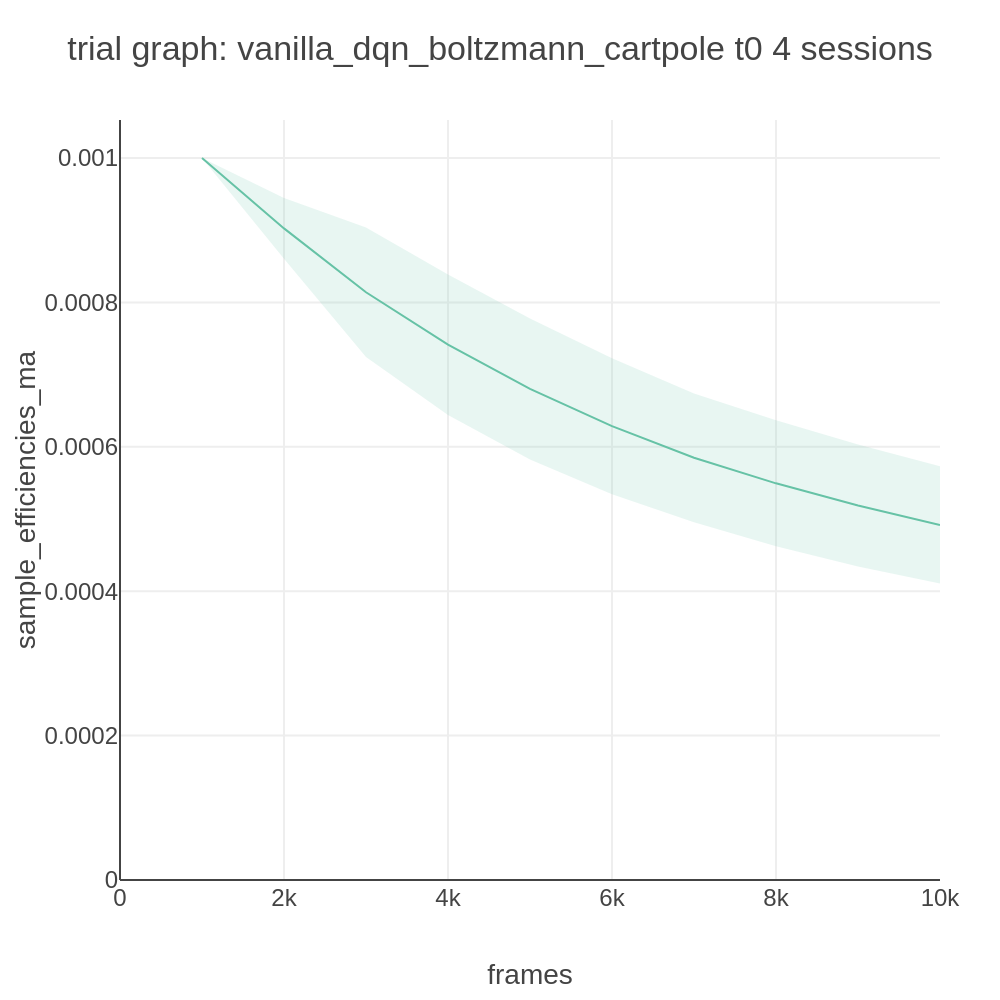 trial graph: vanilla_dqn_boltzmann_cartpole t0 4 sessions
sample_efficiencies_ma
0.001
0.0008
0.0006
0.0004
0.0002
0
0 2k 4k 6k 8k 10k
frames